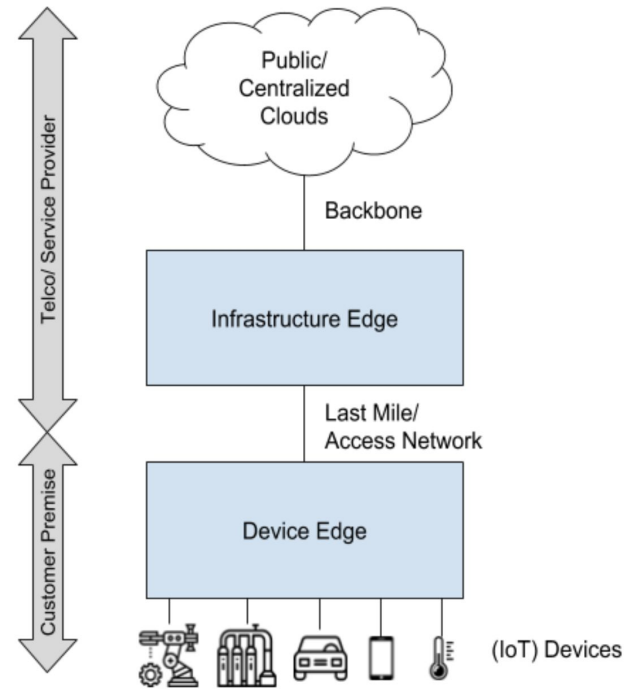 Public/
Centralized
Clouds
Telco/ Service Provider
Backbone
Infrastructure Edge
Last Mile/
Access Network
Customer Premise
Device Edge
(IoT) Devices